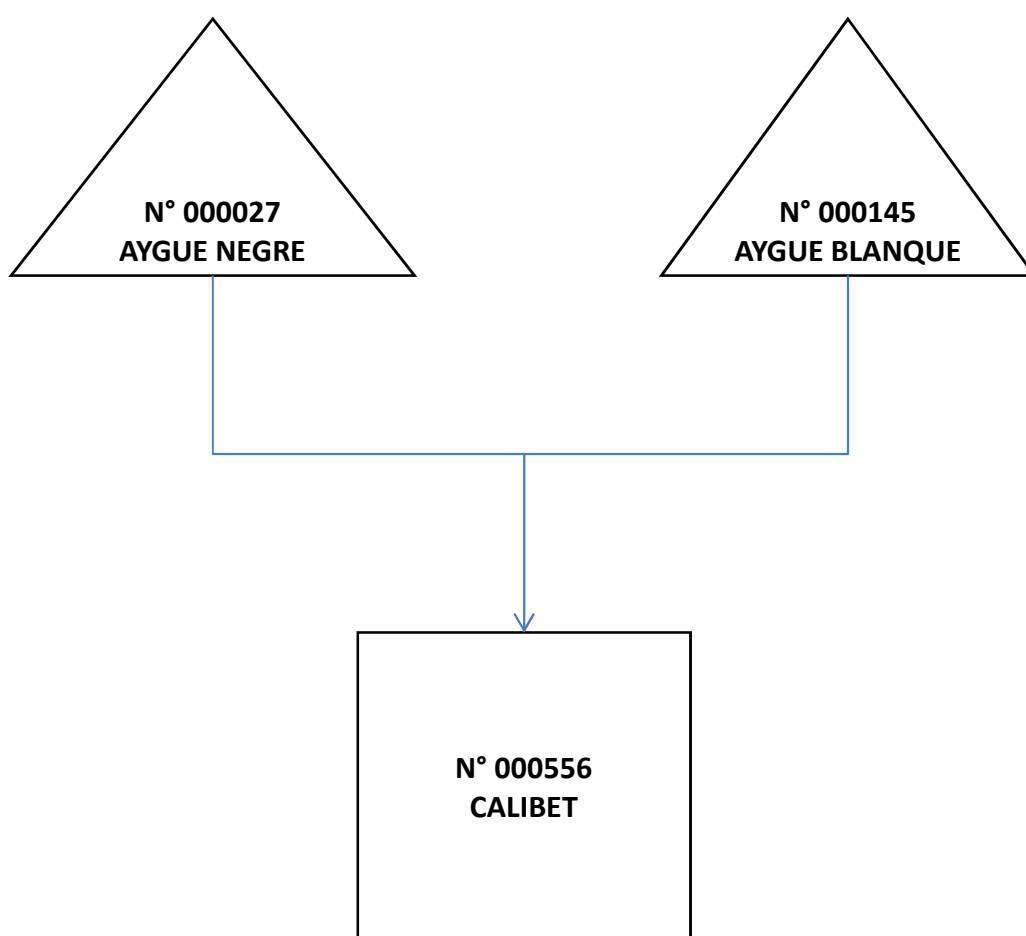 N° 000027
AYGUE NEGRE
N° 000145
AYGUE BLANQUE
N° 000556
CALIBET